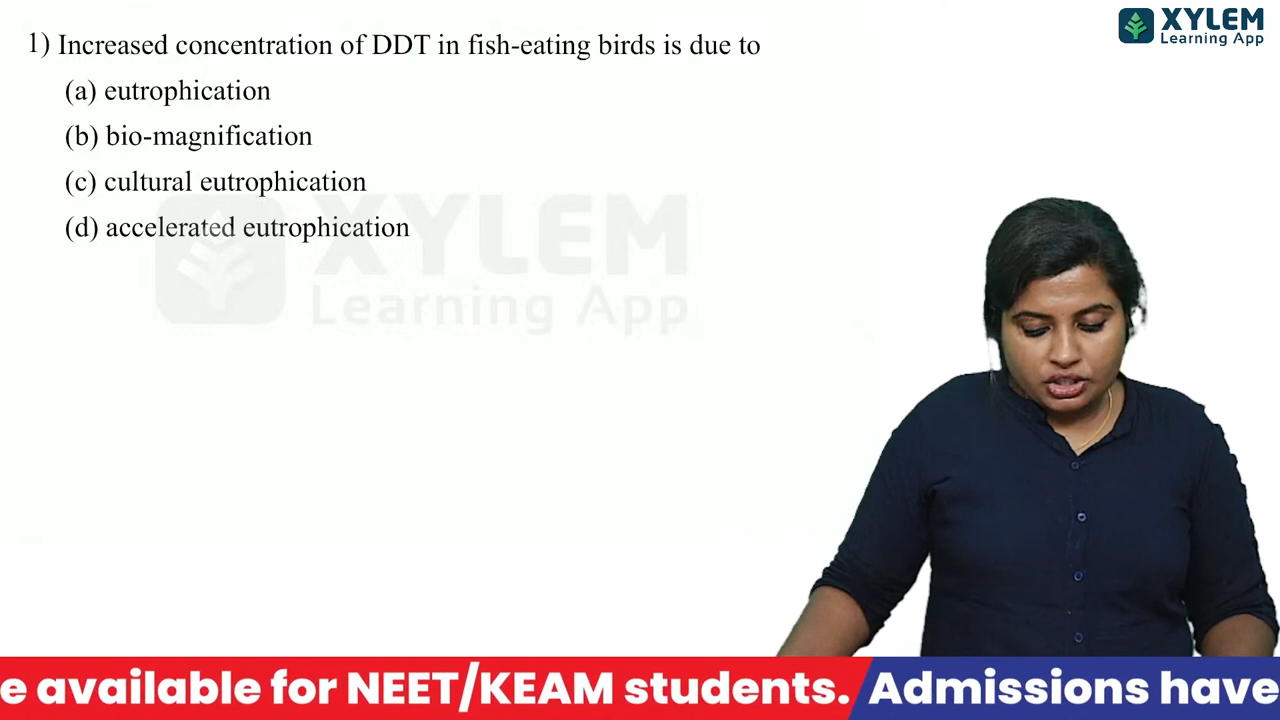 XYLEM
Learning App
1) Increased concentration of DDT in fish-eating birds is due to
(a) eutrophication
(b) bio-magnification
(c) cultural eutrophication
(d) accelerated eutrophication
XYLEM
Learning App
e available for NEET/KEAM students. Admissions have